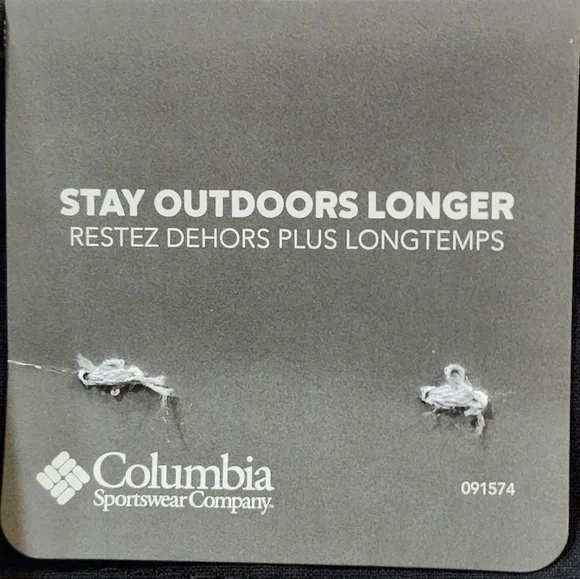 STAY OUTDOORS LONGER
RESTEZ DEHORS PLUS LONGTEMPS
Columbia
Sportswear Company
091574